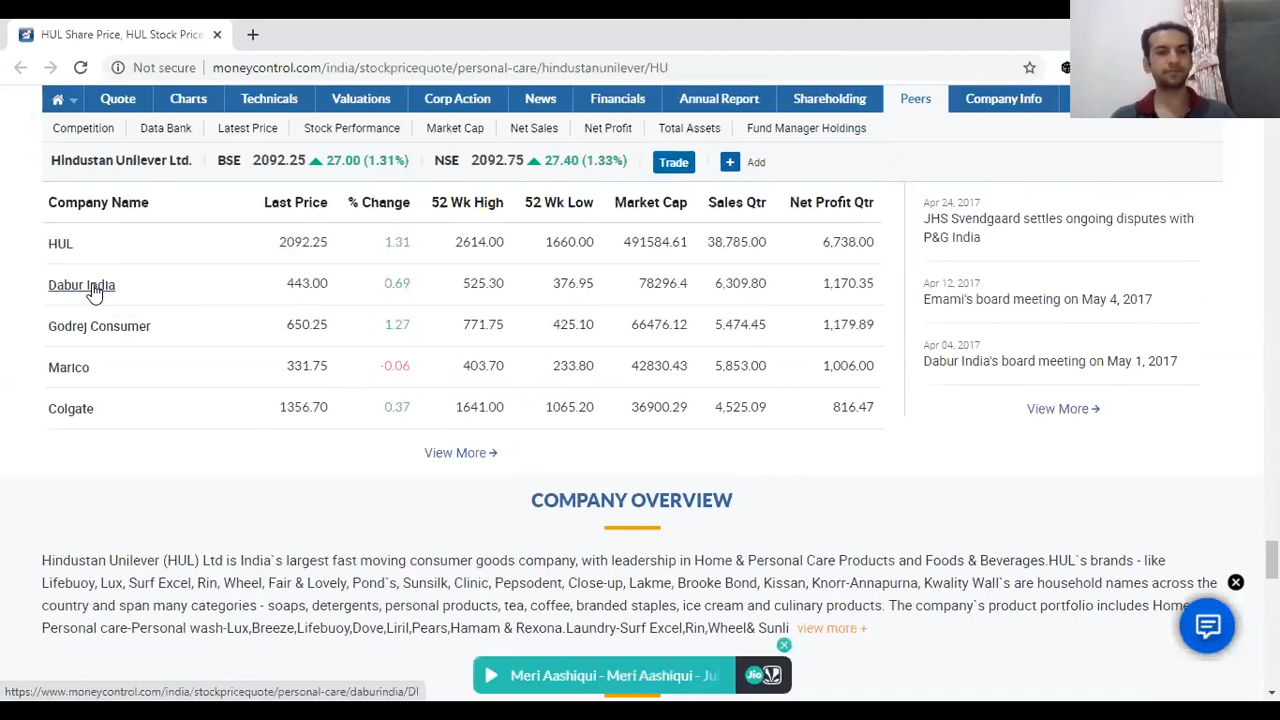 HUL Share Price, HUL Stock Price
Not secure moneycontrol.com/india/stockpricequote/personal-care/hindustanunilever/HU
Quote Charts Technicals Valuations Corp Action News Financials Annual Report Shareholding Peers Company Info
Competition Data Bank Latest Price Stock Performance Market Cap Net Sales Net Profit Total Assets Fund Manager Holdings
Hindustan Unilever Ltd. BSE 2092.25 27.00 (1.31%) NSE 2092.75 27.40 (1.33%) Trade + Add
Company Name Last Price % Change 52 Wk High 52 Wk Low Market Cap Sales Qtr Net Profit Qtr
HUL 2092.25 1.31 2614.00 1660.00 491584.61 38,785.00 6,738.00
Dabur India 443.00 0.69 525.30 376.95 78296.4 6,309.80 1,170.35
Godrej Consumer 650.25 1.27 771.75 425.10 66476.12 5,474.45 1,179.89
Marico 331.75 -0.06 403.70 233.80 42830.43 5,853.00 1,006.00
Colgate 1356.70 0.37 1641.00 1065.20 36900.29 4,525.09 816.47
View More
Apr 24, 2017
JHS Svendgaard settles ongoing disputes with
P&G India
Apr 12, 2017
Emami's board meeting on May 4, 2017
Apr 04, 2017
Dabur India's board meeting on May 1, 2017
View More
COMPANY OVERVIEW
Hindustan Unilever (HUL) Ltd is India`s largest fast moving consumer goods company, with leadership in Home & Personal Care Products and Foods & Beverages.HUL`s brands - like
Lifebuoy, Lux, Surf Excel, Rin, Wheel, Fair & Lovely, Pond`s, Sunsilk, Clinic, Pepsodent, Close-up, Lakme, Brooke Bond, Kissan, Knorr-Annapurna, Kwality Wall`s are household names across the
country and span many categories - soaps, detergents, personal products, tea, coffee, branded staples, ice cream and culinary products. The company`s product portfolio includes Home
Personal care-Personal wash-Lux,Breeze,Lifebuoy,Dove,Liril,Pears,Hamam,Rexona.Laundry-Surf Excel,Rin,Wheel& Sunli view more +
Meri Aashiqui - Meri Aashiqui - Ju
Jio
https://www.moneycontrol.com/india/stockpricequote/personal-care/daburindia/DI